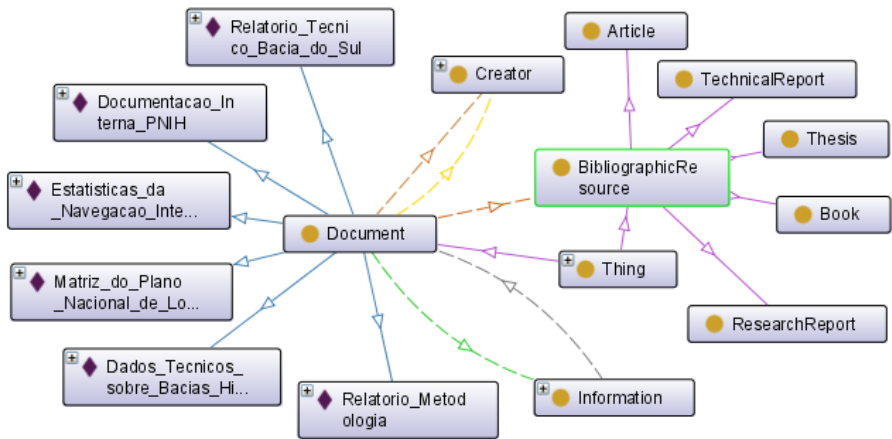 Relatorio_Tecni
co_Bacia_do_Sul
Article
Creator
TechnicalReport
Documentacao_In
terna_PNIH
Thesis
BibliographicRe
source
Estatisticas_da
_Navegacao_Inte...
Book
Document
Thing
Matriz_do_Plano
_Nacional_de_Lo...
ResearchReport
Dados_Tecnicos_
sobre_Bacias_Hi...
Relatorio_Metod
ologia
Information